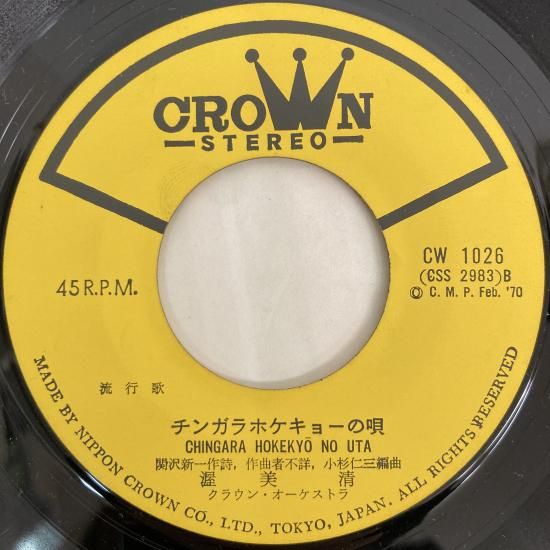 CROWN
STEREO
CW 1026
(CSS 2983)B
Ⓒ C. M. P. Feb. '70
45 R.P.M.
流行歌
チンガラホケキョーの唄
CHINGARA HOKEKYŌ NO UTA
関沢新一作詩, 作曲者不詳, 小杉仁三編曲
渥美清
クラウン・オーケストラ
MADE BY NIPPON CROWN CO., LTD., TOKYO, JAPAN. ALL RIGHTS RESERVED